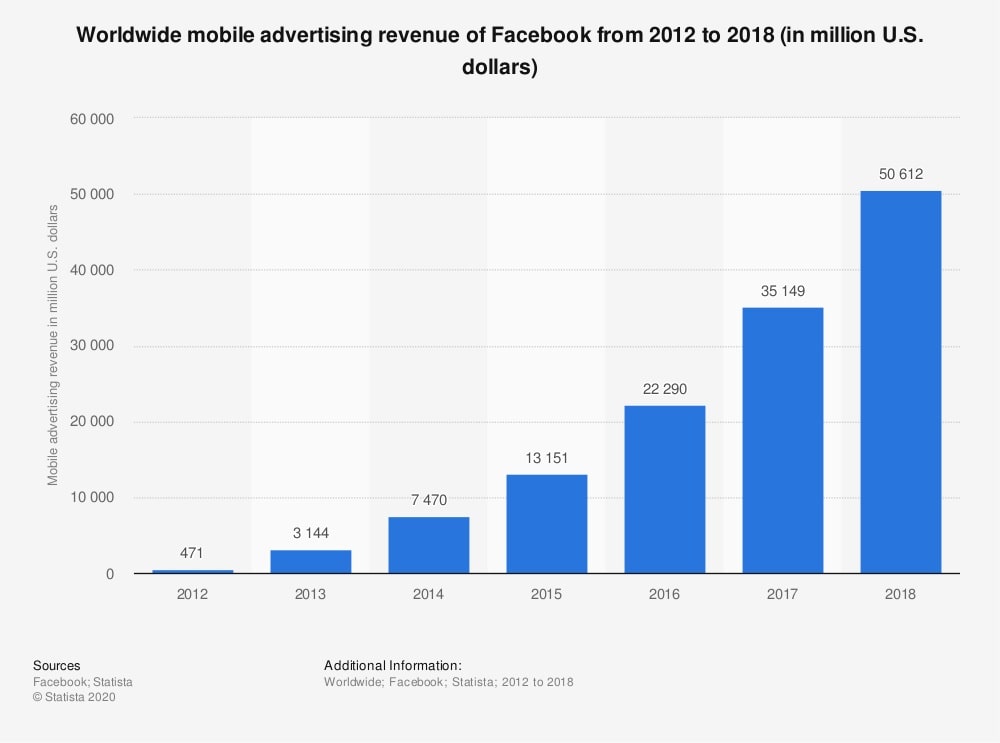 Worldwide mobile advertising revenue of Facebook from 2012 to 2018 (in million U.S.
dollars)
Mobile advertising revenue in million U.S. dollars
60 000
50 000
40 000
30 000
20 000
10 000
0
471
3 144
7 470
13 151
22 290
35 149
50 612
2012
2013
2014
2015
2016
2017
2018
Sources
Facebook; Statista
© Statista 2020
Additional Information:
Worldwide; Facebook; Statista; 2012 to 2018